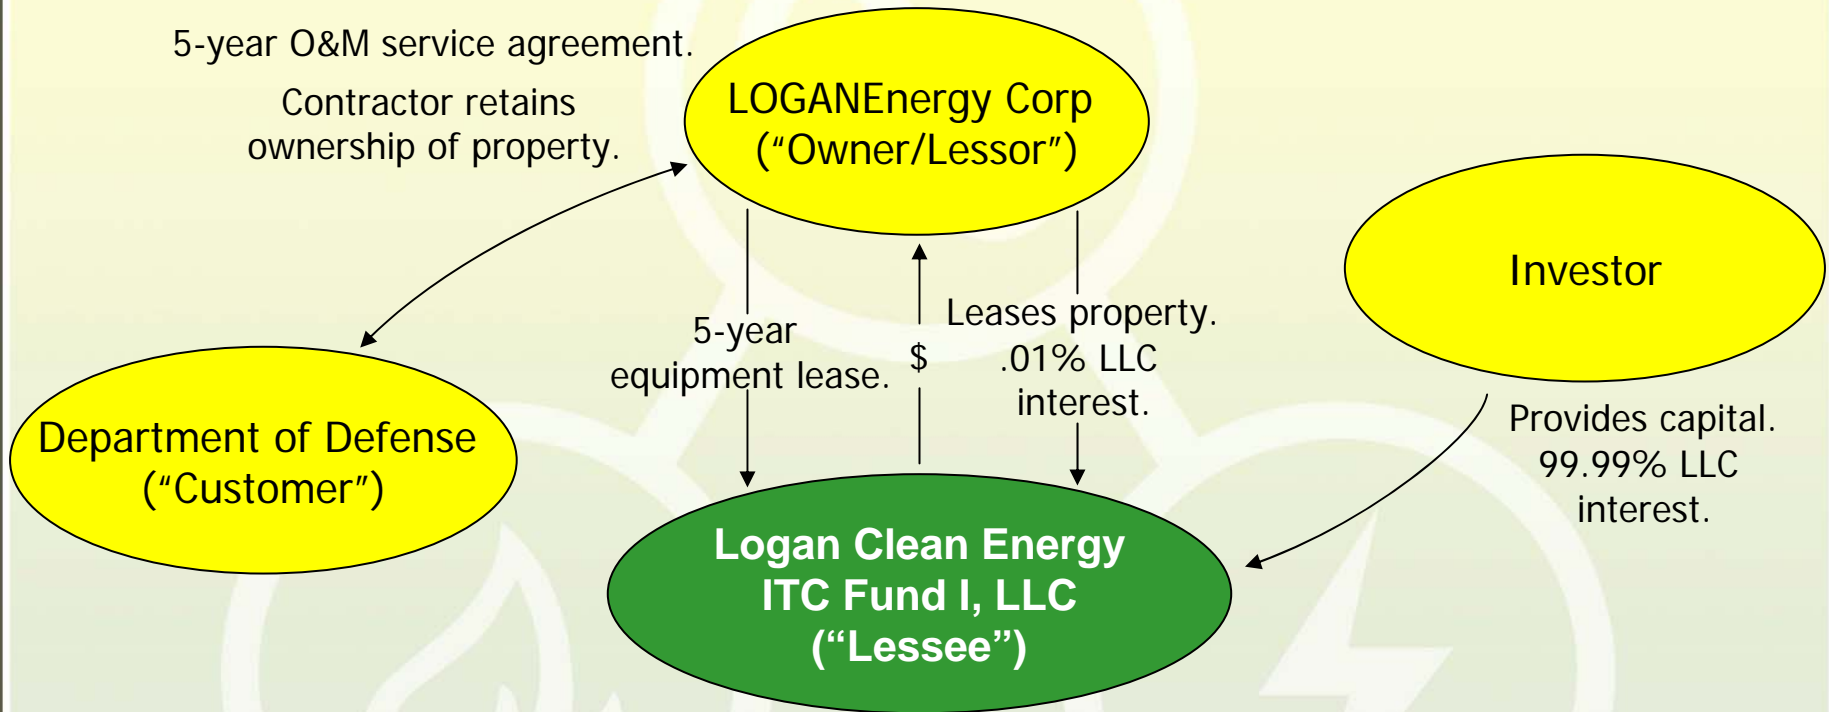 5-year O&M service agreement.
Contractor retains
ownership of property.
LOGANEnergy Corp
("Owner/Lessor")
Investor
5-year
equipment lease.
$
Leases property.
.01% LLC
interest.
Department of Defense
("Customer")
Provides capital.
99.99% LLC
interest.
Logan Clean Energy
ITC Fund I, LLC
(“Lessee”)